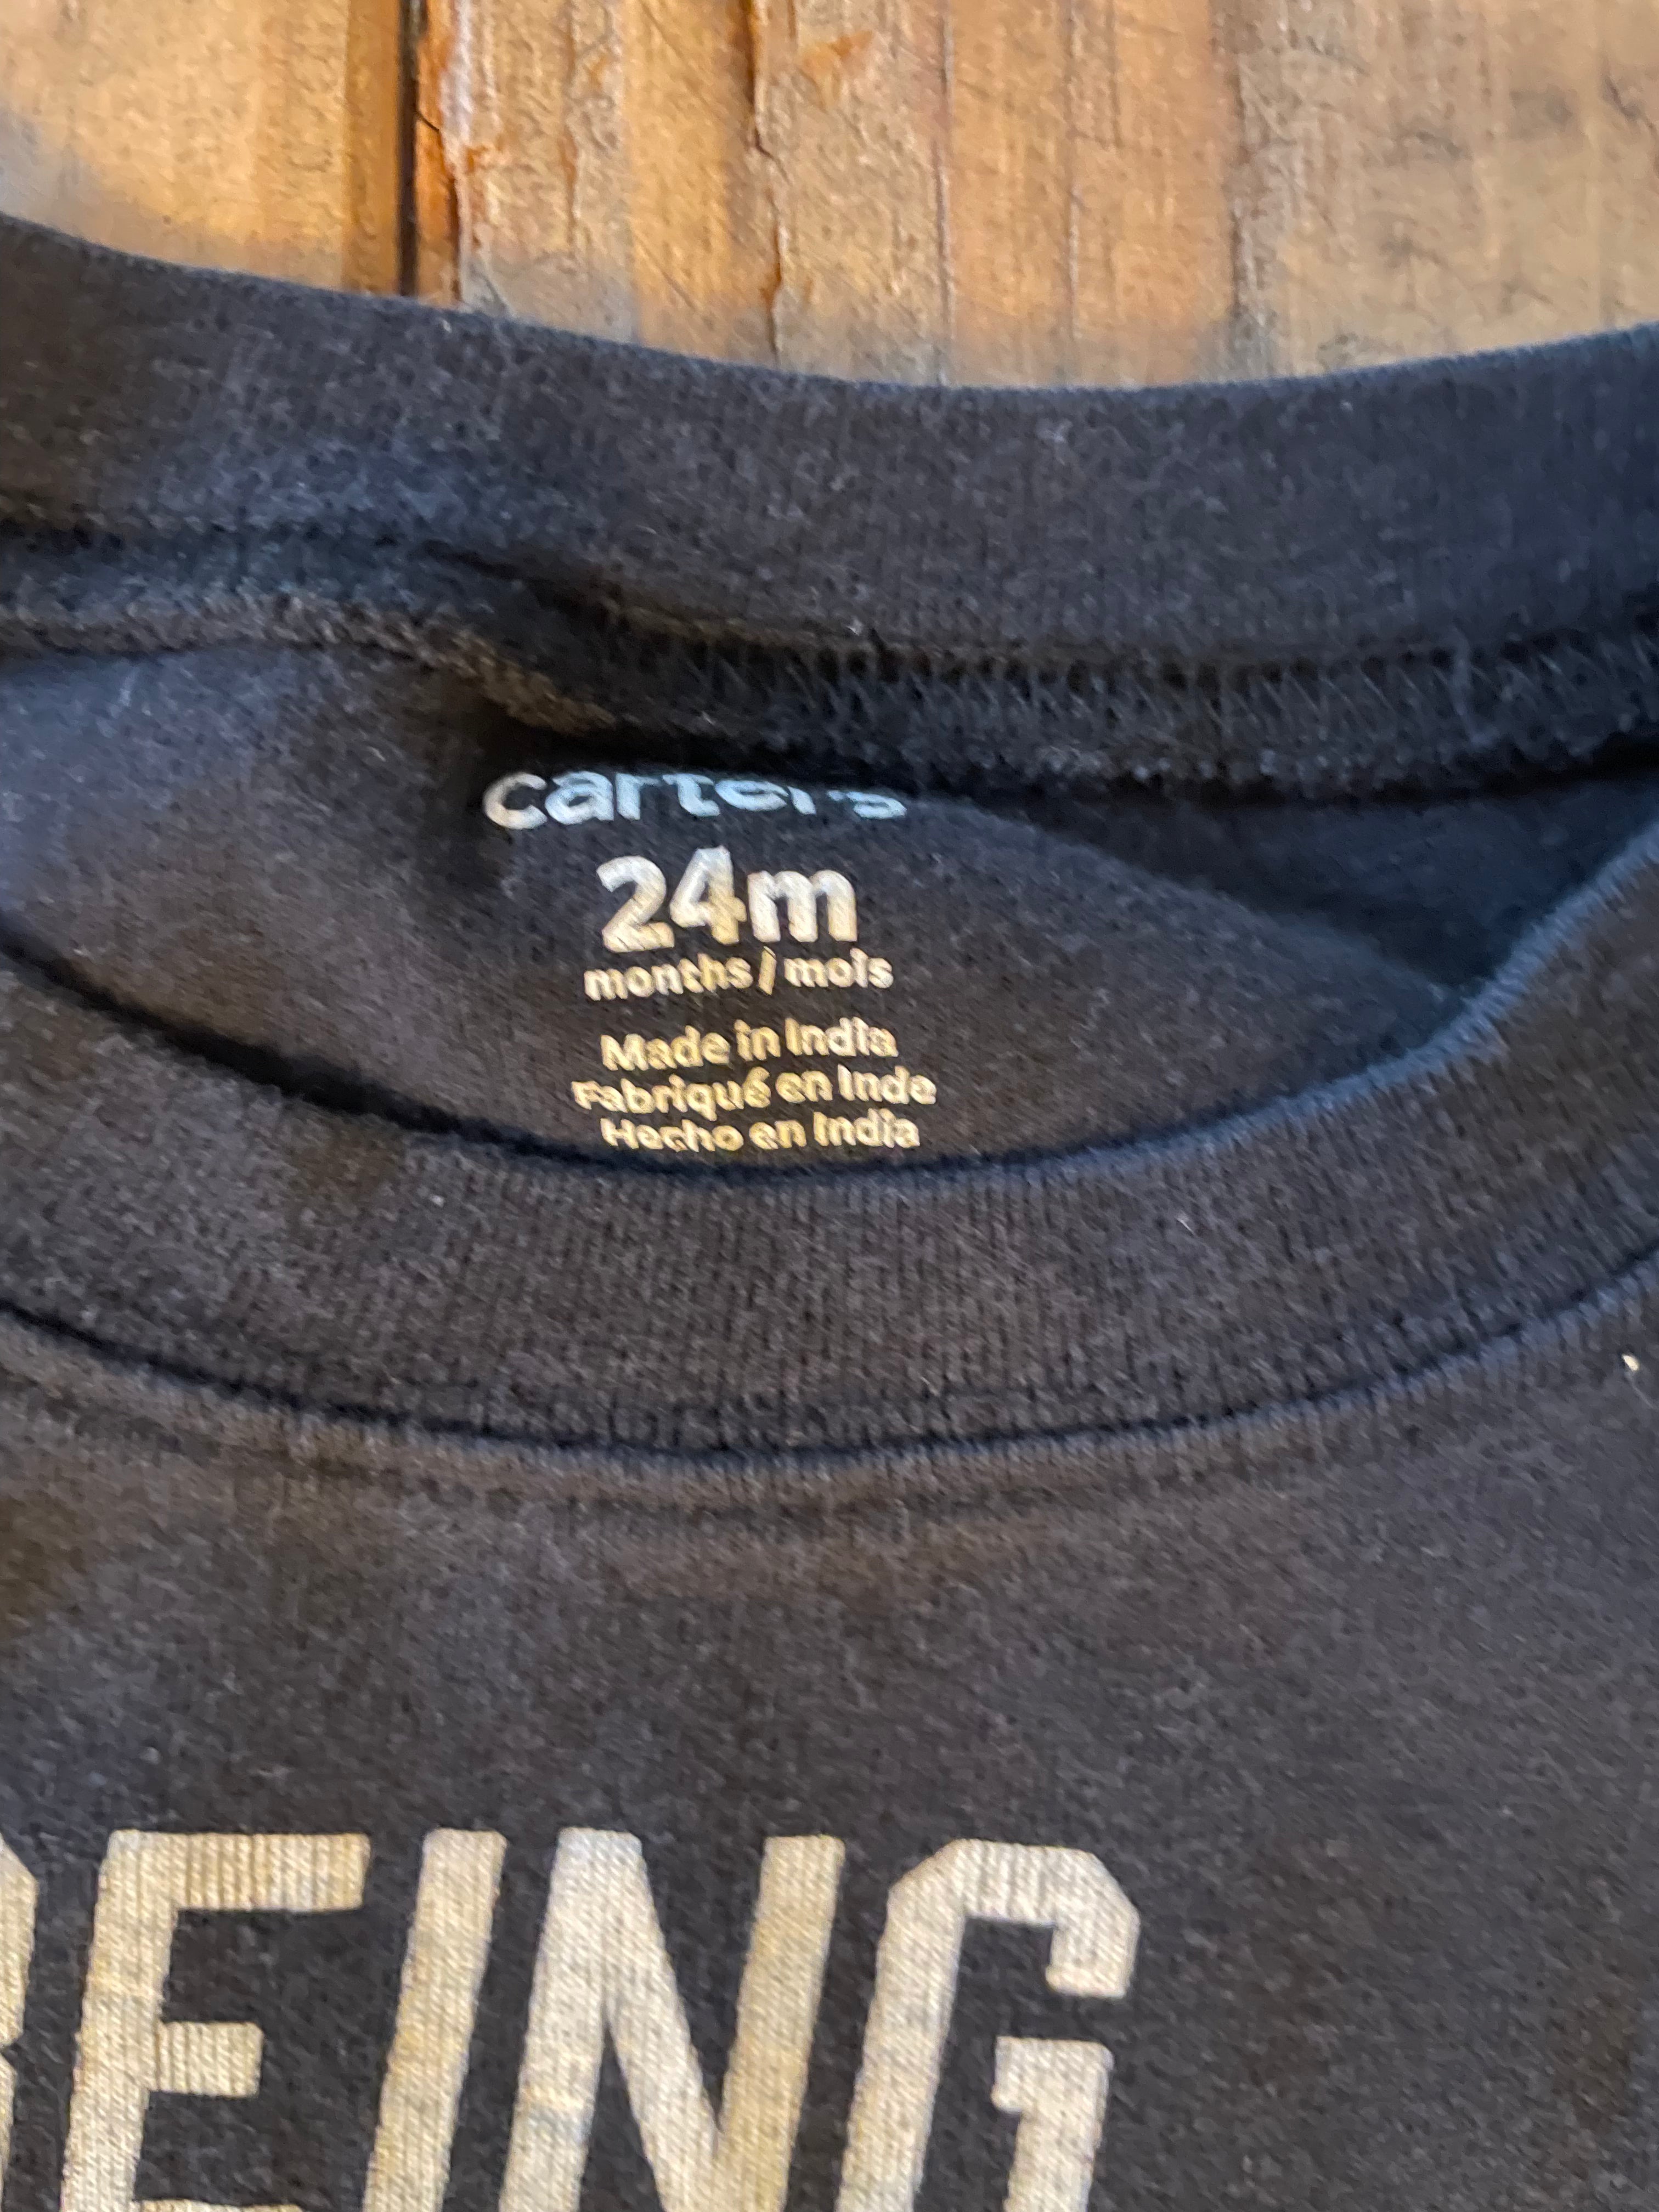 carter's
24m
months / mois
Made in India
Fabriqué en Inde
Hecho en India
BEING